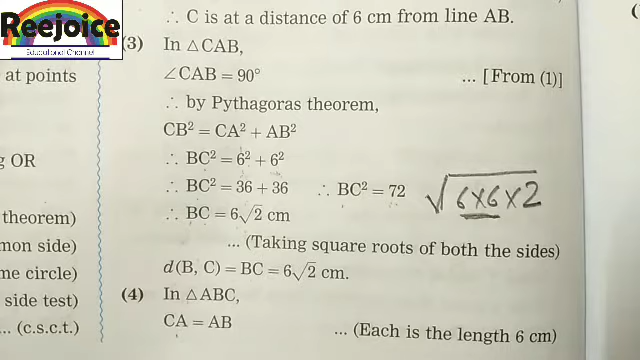 Reejoice
Educational Channel
at points
g OR
theorem)
mon side)
me circle)
side test)
... (c.s.c.t.)
∴ C is at a distance of 6 cm from line AB.
(3) In △CAB,
∠CAB = 90° ... [From (1)]
∴ by Pythagoras theorem,
CB² = CA² + AB²
∴ BC² = 6² + 6²
∴ BC² = 36 + 36 ∴ BC² = 72 √6×6×2
∴ BC = 6√2 cm
... (Taking square roots of both the sides)
d(B, C) = BC = 6√2 cm.
(4) In △ABC,
CA = AB ... (Each is the length 6 cm)